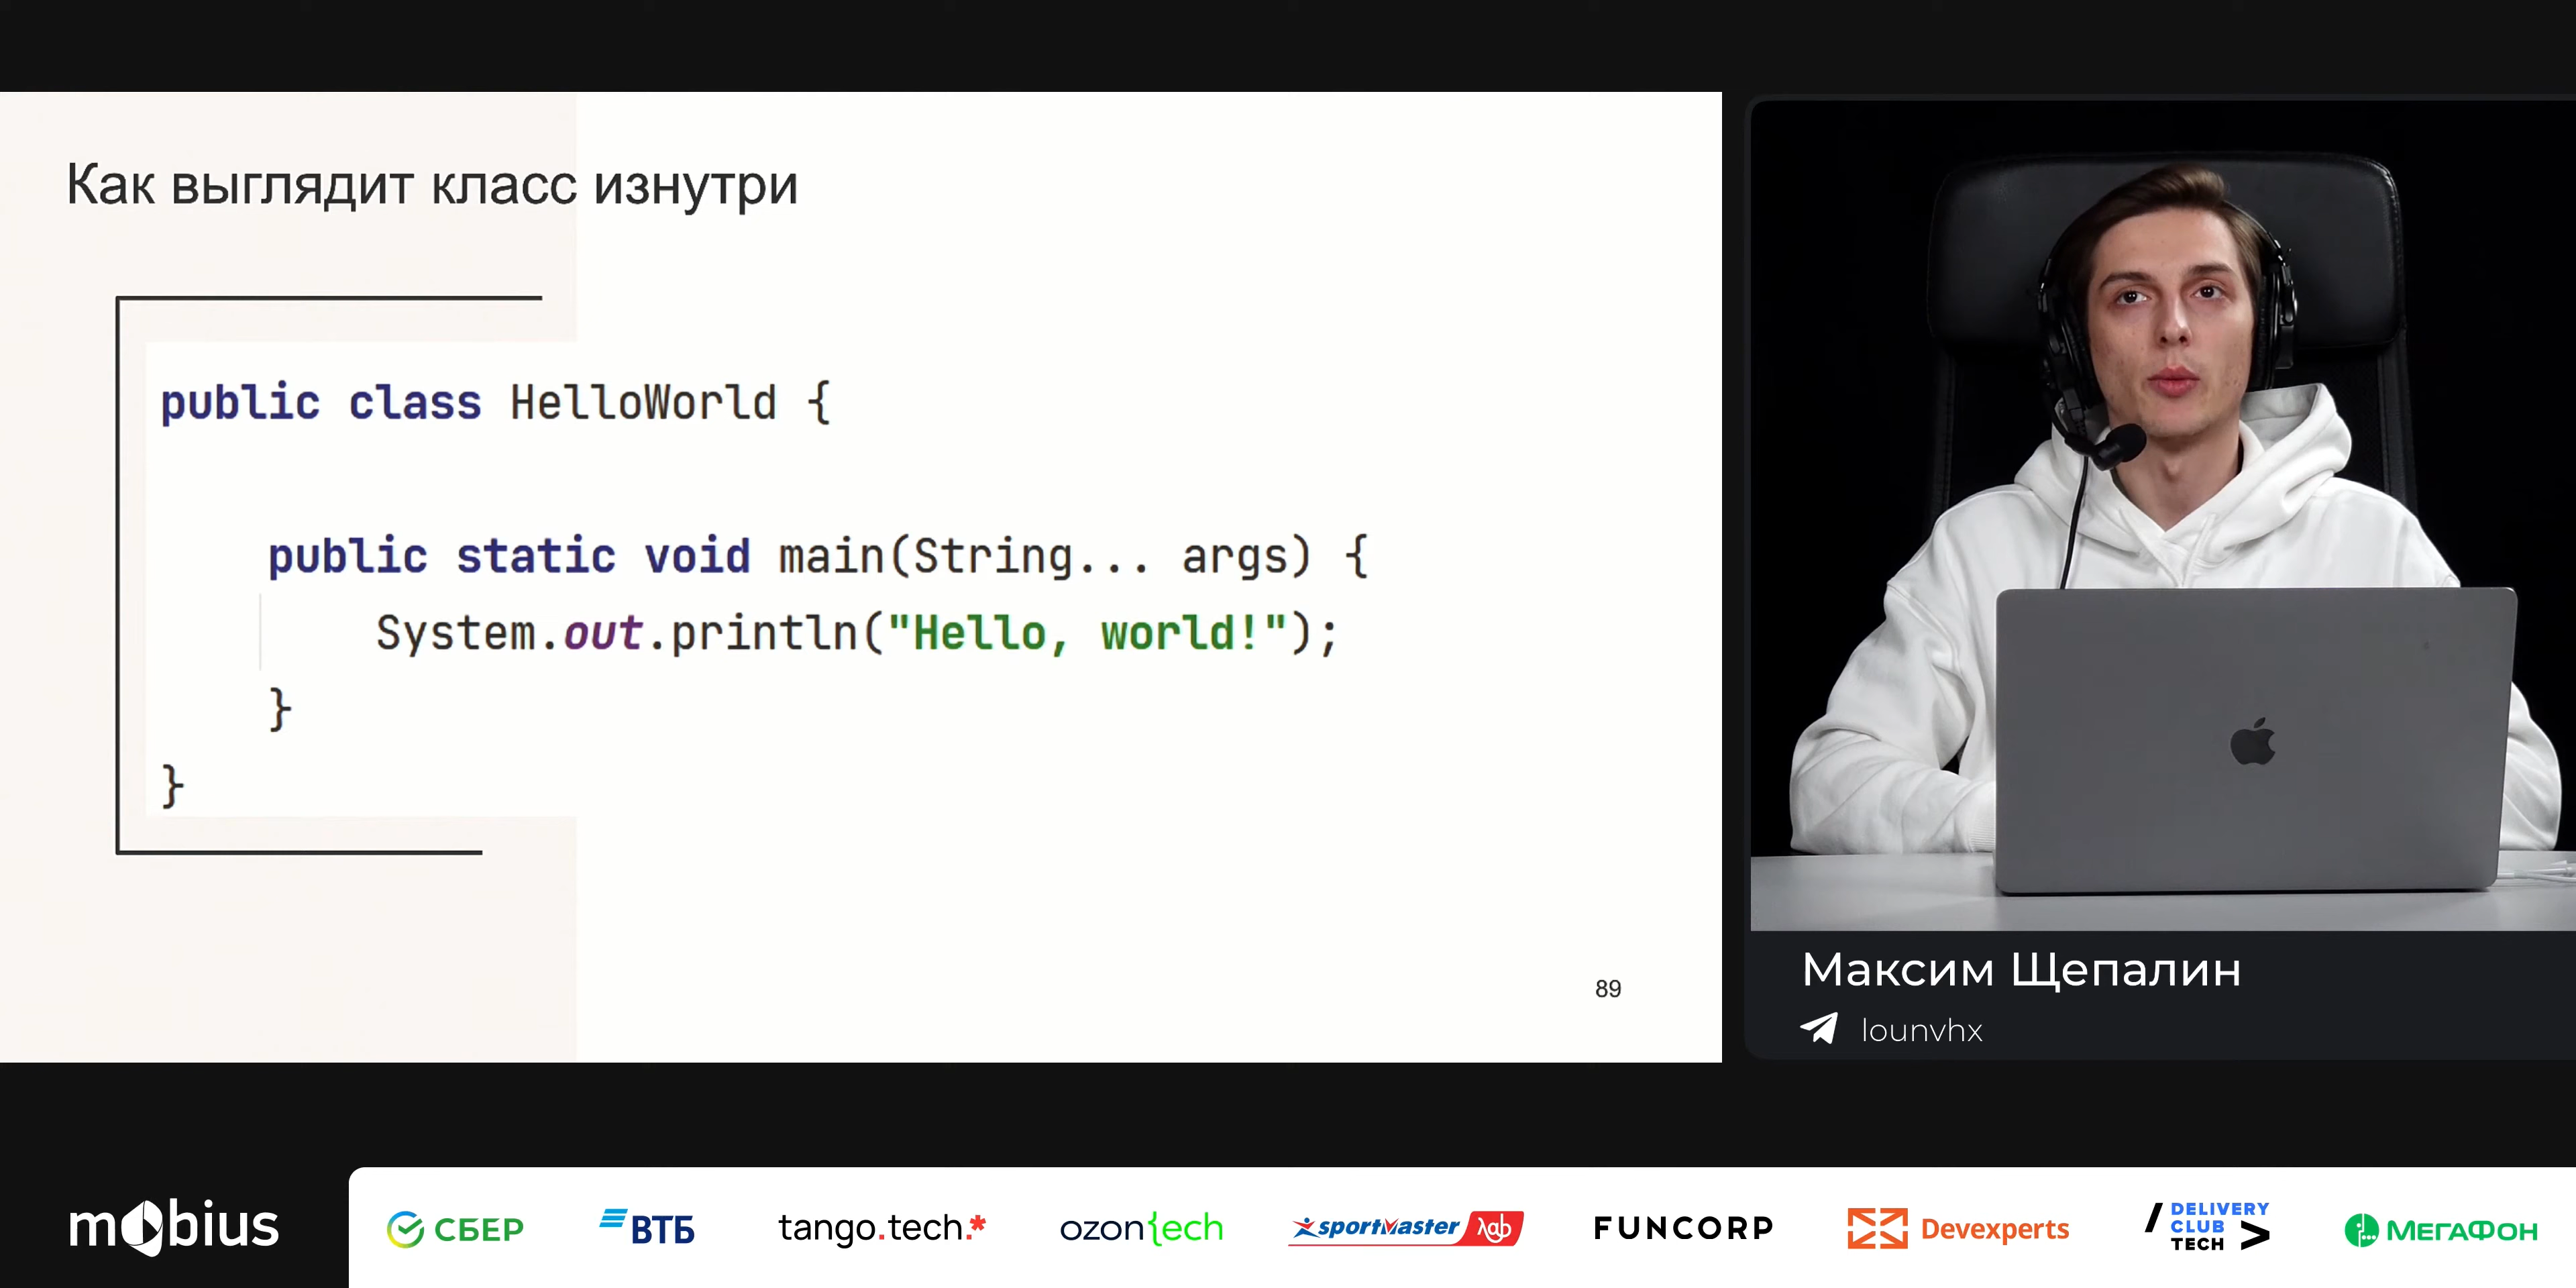 Как выглядит класс изнутри
public class HelloWorld {
public static void main(String... args) {
System.out.println("Hello, world!");
}
}
89
Максим Щепалин
lounvhx
mobius
СБЕР
ВТБ
tango.tech.*
ozon{ech
sportmaster lab
FUNCORP
Devexperts
/ DELIVERY
CLUB
TECH >
МЕГАФОН